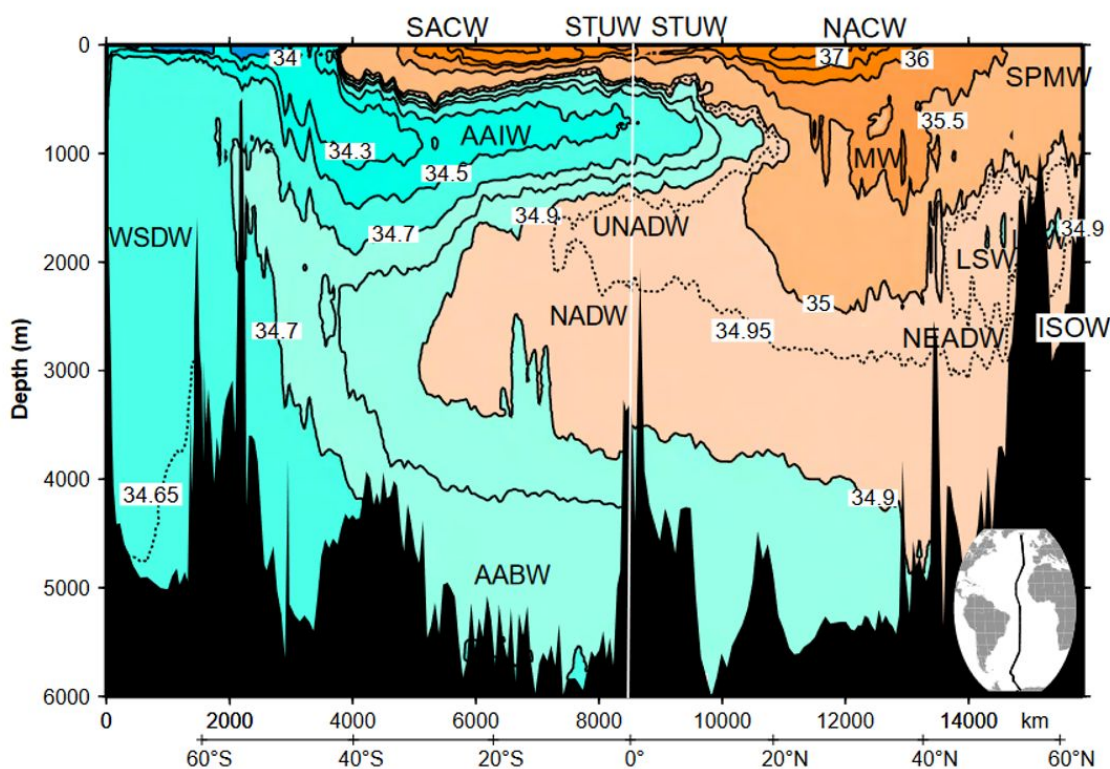 SACW STUW STUW NACW
0
34 37 36
SPMW
35.5
1000 34.3 AAIW MW
34.5
34.9
WSDW 34.7 UNADW 34.9
2000 LSW
34.7 NADW 34.95 35 NEADW ISOW
3000
Depth (m)
4000
34.65 34.9
AABW
5000
6000
0 2000 4000 6000 8000 10000 12000 14000 km
60°S 40°S 20°S 0° 20°N 40°N 60°N